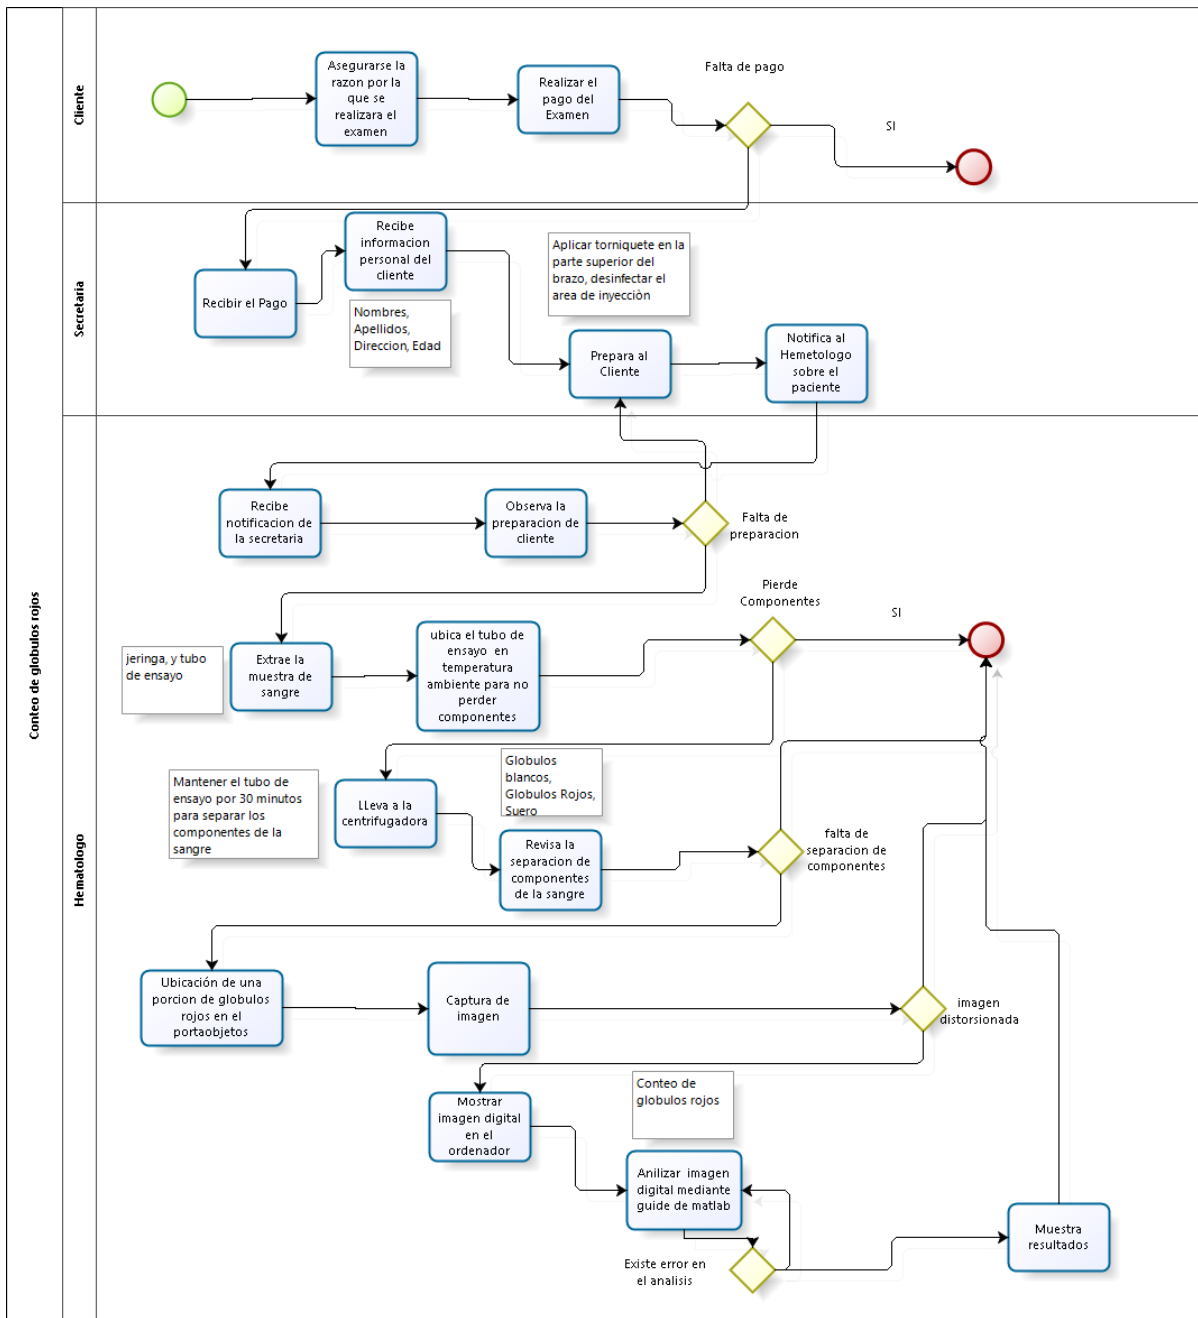 Conteo de globulos rojos
Cliente
Asegurarse la
razon por la
que se
realizara el
examen
Realizar el
pago del
Examen
Falta de pago
SI
Secretaria
Recibir el Pago
Recibe
informacion
personal del
cliente
Nombres,
Apellidos,
Direccion, Edad
Aplicar torniquete en la
parte superior del
brazo, desinfectar el
area de inyecciòn
Prepara al
Cliente
Notifica al
Hemetologo
sobre el
paciente
Hematologo
Recibe
notificacion de
la secretaria
Observa la
preparacion de
cliente
Falta de
preparacion
jeringa, y tubo
de ensayo
Extrae la
muestra de
sangre
ubica el tubo de
ensayo en
temperatura
ambiente para no
perder
componentes
Pierde
Componentes
SI
Mantener el tubo de
ensayo por 30 minutos
para separar los
componentes de la
sangre
LLeva a la
centrifugadora
Globulos
blancos,
Globulos Rojos,
Suero
Revisa la
separacion de
componentes
de la sangre
falta de
separacion de
componentes
Ubicación de una
porcion de globulos
rojos en el
portaobjetos
Captura de
imagen
imagen
distorsionada
Mostrar
imagen digital
en el
ordenador
Conteo de
globulos rojos
Anilizar imagen
digital mediante
guide de matlab
Existe error en
el analisis
Muestra
resultados